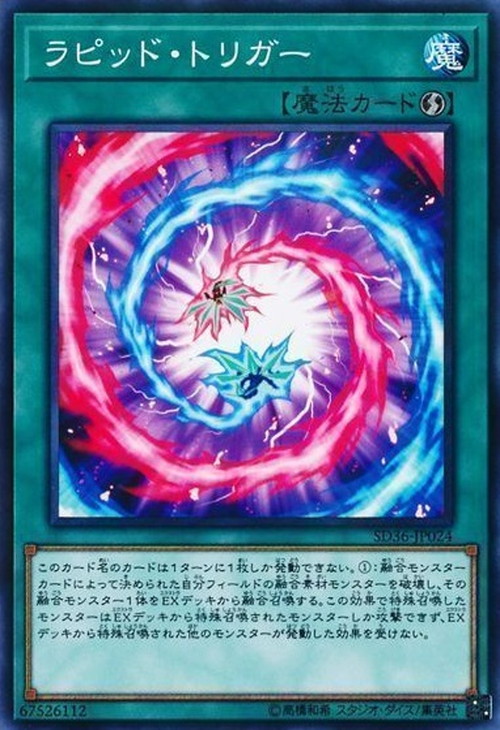 ラピッド・トリガー
魔
【魔法カード】
SD36-JP024
このカード名のカードは1ターンに1枚しか発動できない。①:融合モンスター
カードによって決められた自分フィールドの融合素材モンスターを破壊し、その
融合モンスター1体をEXデッキから融合召喚する。この効果で特殊召喚した
モンスターはEXデッキから特殊召喚されたモンスターしか攻撃できず、EX
デッキから特殊召喚された他のモンスターが発動した効果を受けない。
67526112
©高橋和希 スタジオ・ダイス/集英社